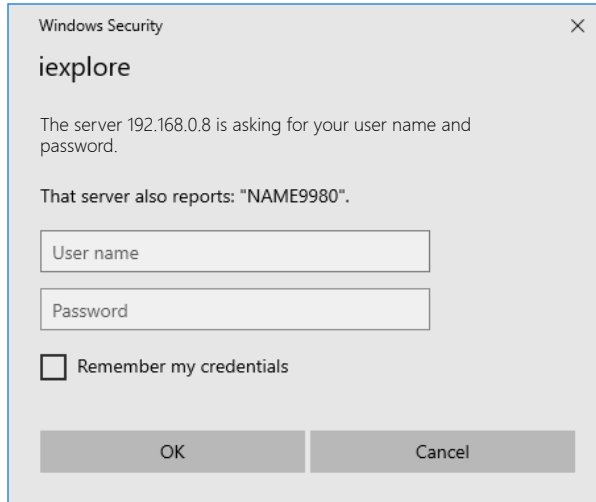 Windows Security
iexplore
The server 192.168.0.8 is asking for your user name and
password.
That server also reports: "NAME9980".
User name
Password
Remember my credentials
OK
Cancel